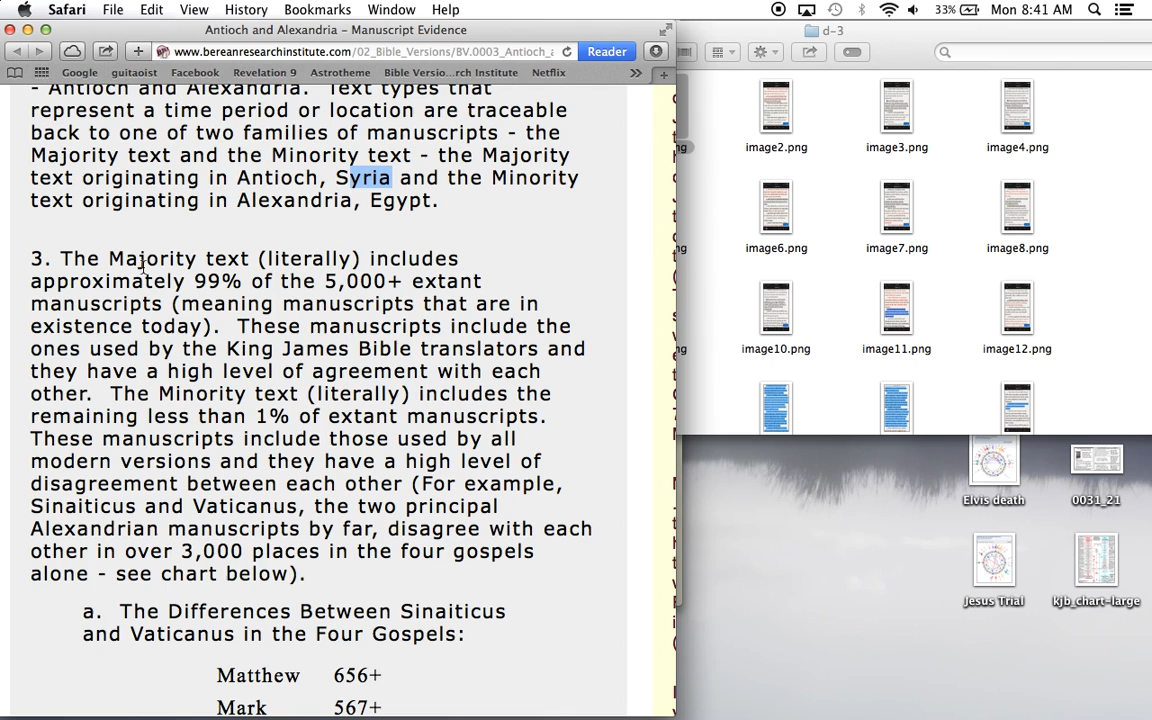 Safari File Edit View History Bookmarks Window Help
33% Mon 8:41 AM
Antioch and Alexandria – Manuscript Evidence
www.bereanresearchinstitute.com/02_Bible_Versions/BV.0003_Antioch_a
Reader
Google guitaoist Facebook Revelation 9 Astrotheme Bible Versio...rch Institute Netflix
- Antioch and Alexandria. Text types that
represent a time period or location are traceable
back to one of two families of manuscripts - the
Majority text and the Minority text - the Majority
text originating in Antioch, Syria and the Minority
text originating in Alexandria, Egypt.
3. The Majority text (literally) includes
approximately 99% of the 5,000+ extant
manuscripts (meaning manuscripts that are in
existence today). These manuscripts include the
ones used by the King James Bible translators and
they have a high level of agreement with each
other. The Minority text (literally) includes the
remaining less than 1% of extant manuscripts.
These manuscripts include those used by all
modern versions and they have a high level of
disagreement between each other (For example,
Sinaiticus and Vaticanus, the two principal
Alexandrian manuscripts by far, disagree with each
other in over 3,000 places in the four gospels
alone - see chart below).
a. The Differences Between Sinaiticus
and Vaticanus in the Four Gospels:
Matthew 656+
Mark 567+
d-3
image2.png image3.png image4.png
image6.png image7.png image8.png
image10.png image11.png image12.png
Elvis death 0031_21
Jesus Trial kjb_chart-large